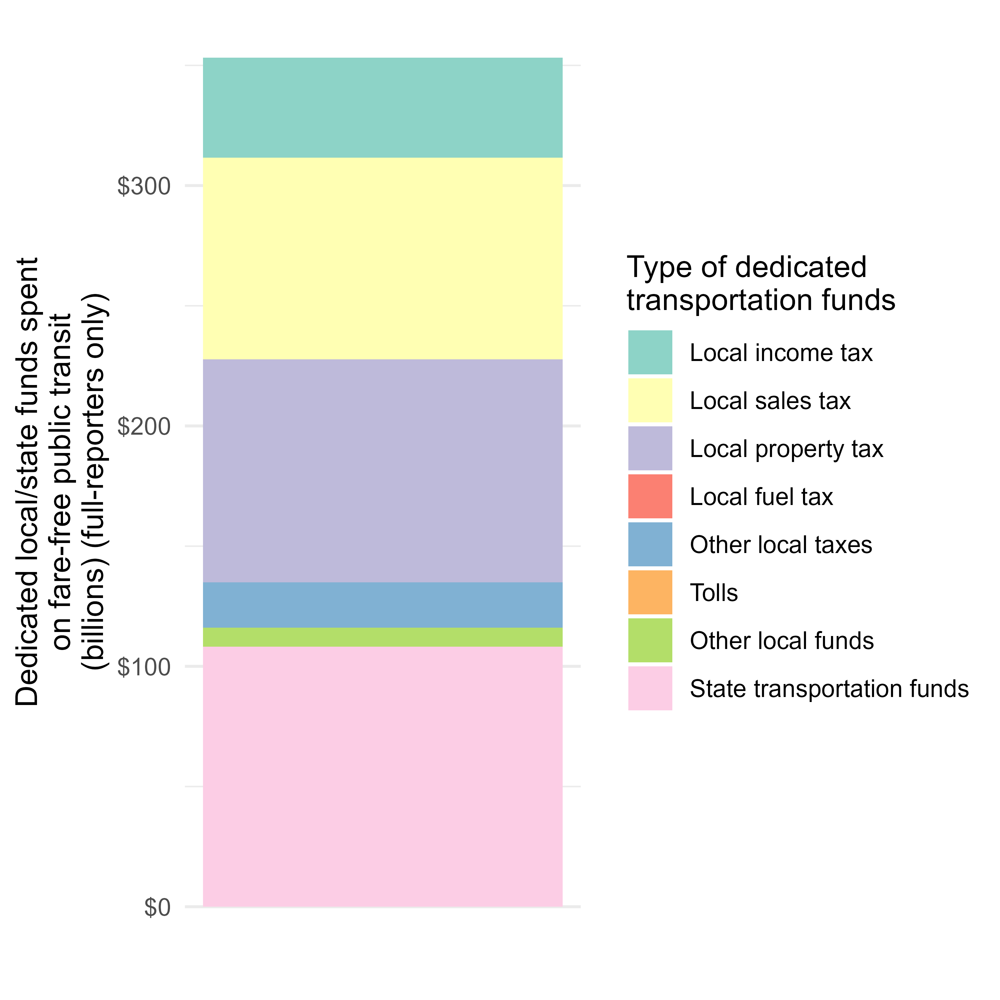 Dedicated local/state funds spent
on fare-free public transit
(billions) (full-reporters only)
$300
$200
$100
$0
Type of dedicated
transportation funds
Local income tax
Local sales tax
Local property tax
Local fuel tax
Other local taxes
Tolls
Other local funds
State transportation funds